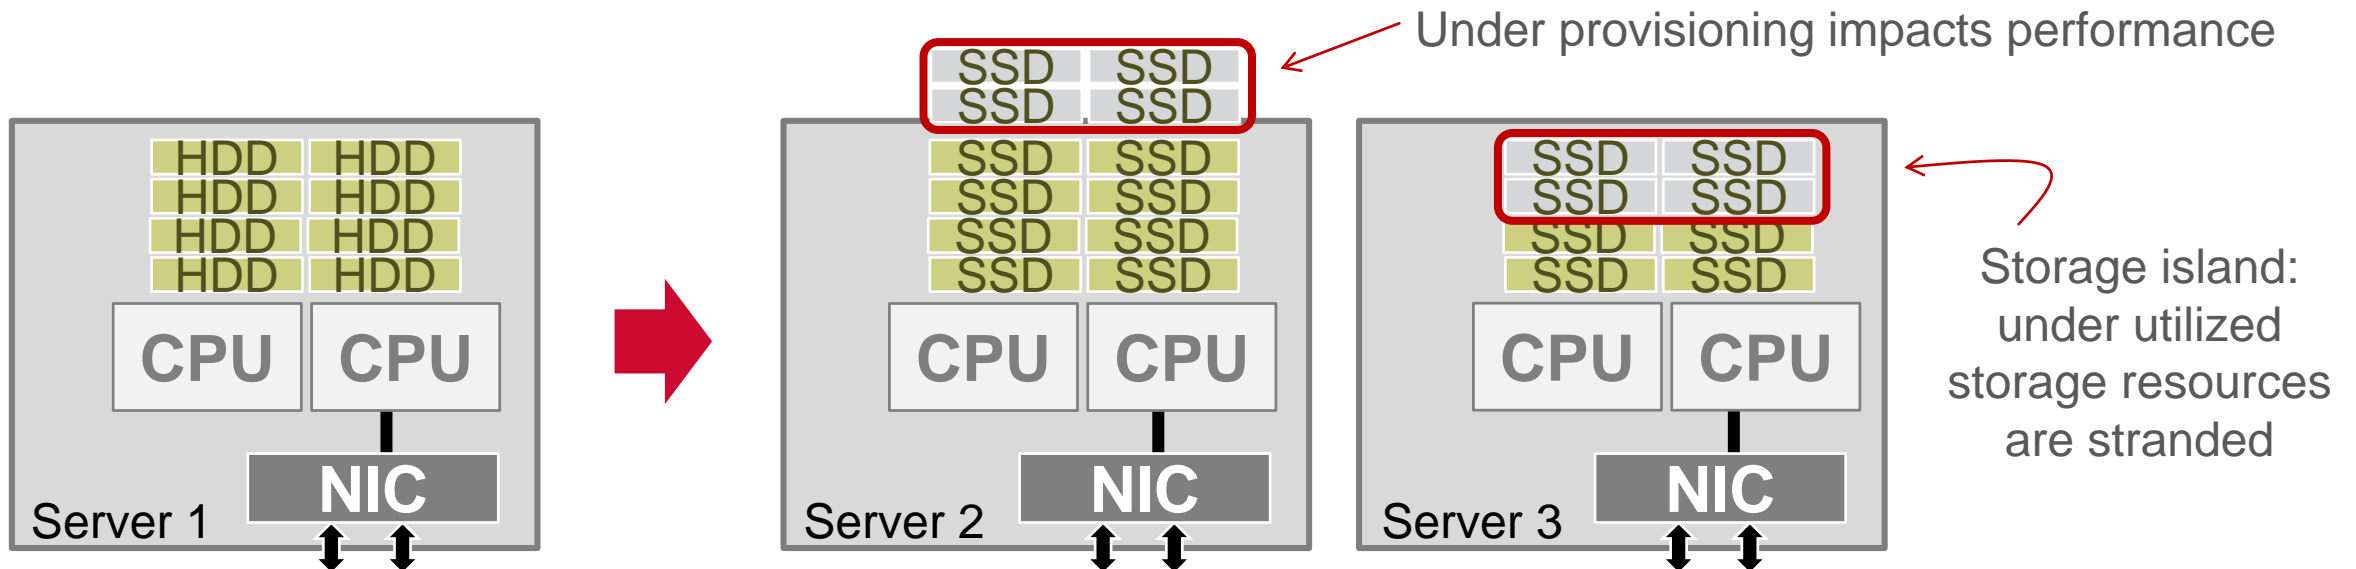 Under provisioning impacts performance
HDD HDD
HDD HDD
HDD HDD
HDD HDD
CPU CPU
NIC
Server 1
SSD SSD
SSD SSD
SSD SSD
SSD SSD
SSD SSD
SSD SSD
CPU CPU
NIC
Server 2
SSD SSD
SSD SSD
SSD SSD
SSD SSD
CPU CPU
NIC
Server 3
Storage island:
under utilized
storage resources
are stranded